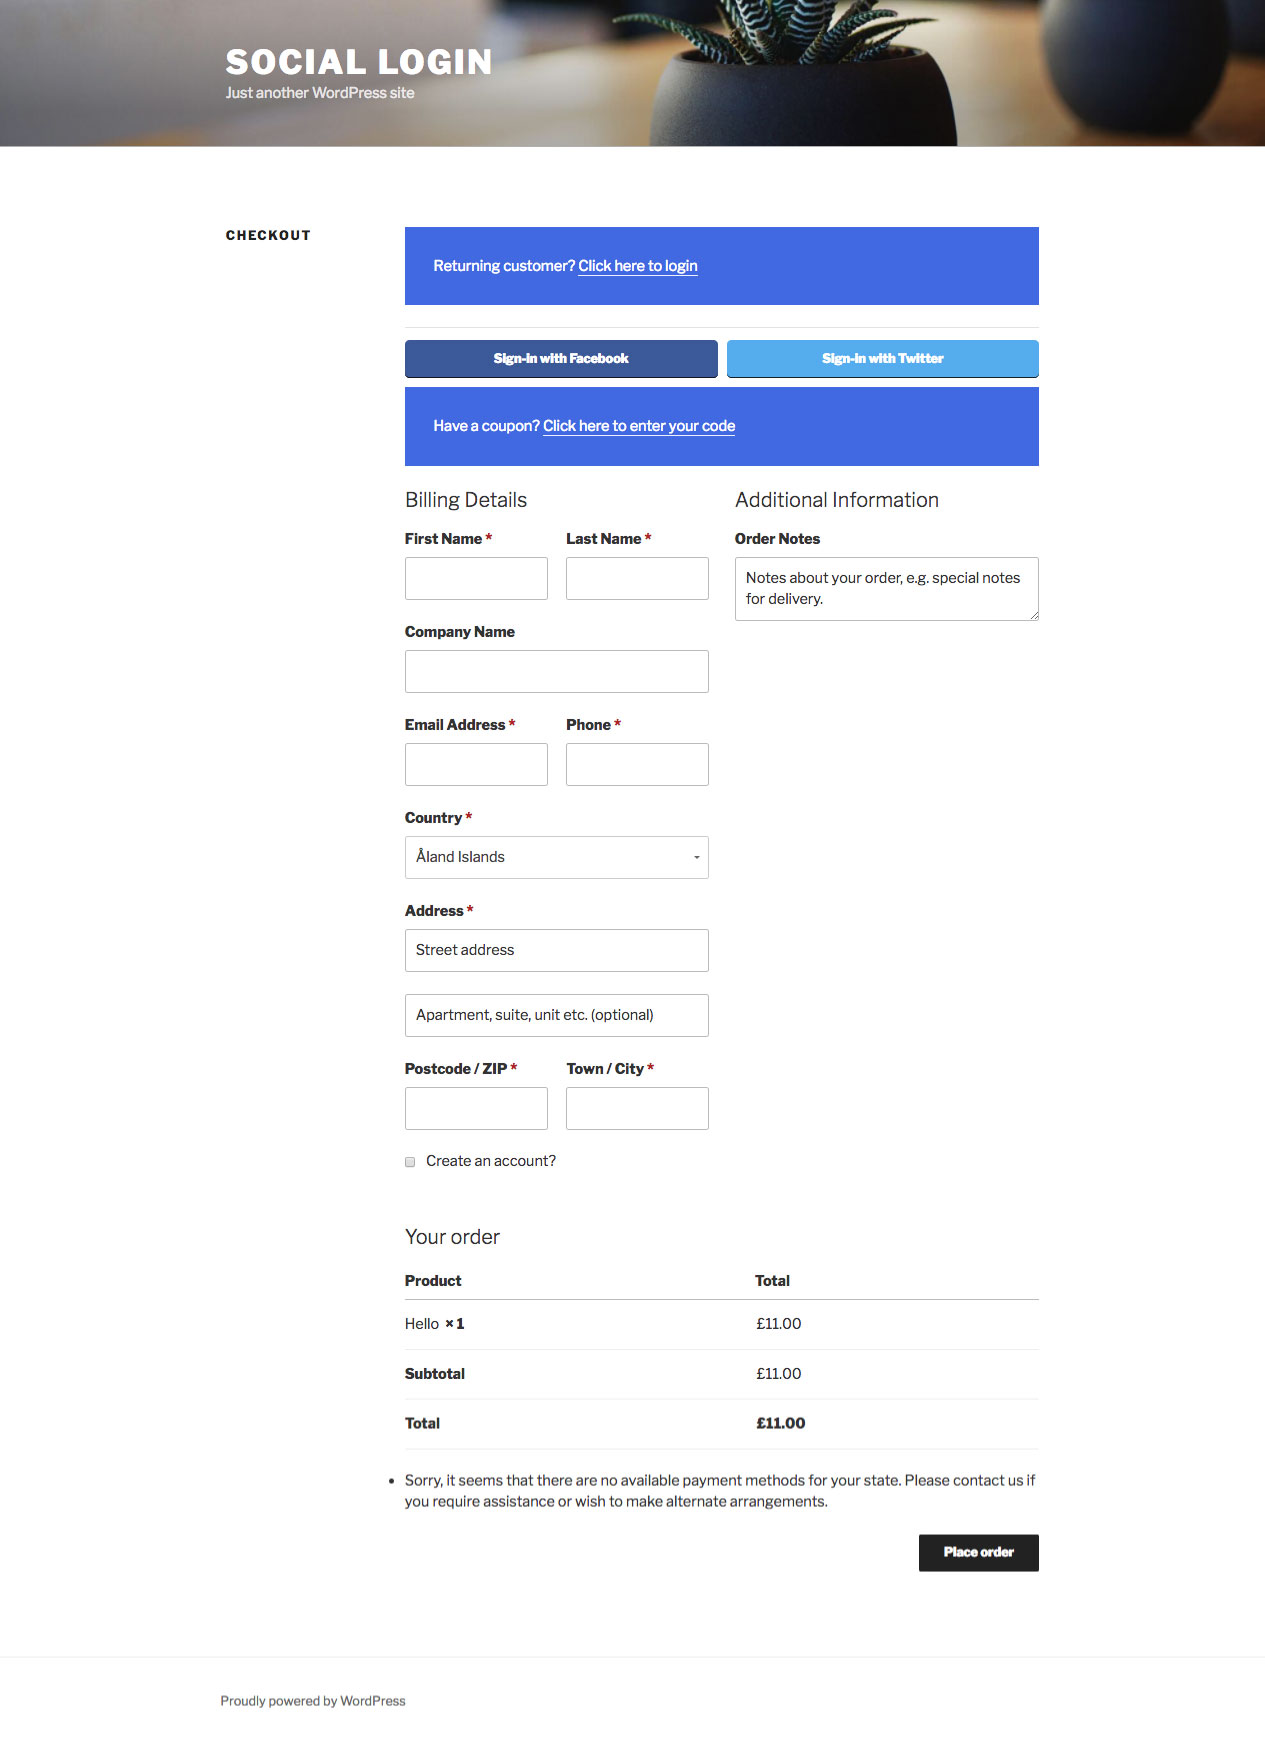 SOCIAL LOGIN
Just another WordPress site
CHECKOUT
Returning customer? Click here to login
Sign-in with Facebook
Sign-in with Twitter
Have a coupon? Click here to enter your code
Billing Details
First Name *
Last Name *
Company Name
Email Address *
Phone *
Country *
Åland Islands
Address *
Street address
Apartment, suite, unit etc. (optional)
Postcode / ZIP *
Town / City *
Create an account?
Additional Information
Order Notes
Notes about your order, e.g. special notes
for delivery.
Your order
Product Total
Hello × 1 £11.00
Subtotal £11.00
Total £11.00
• Sorry, it seems that there are no available payment methods for your state. Please contact us if
you require assistance or wish to make alternate arrangements.
Place order
Proudly powered by WordPress